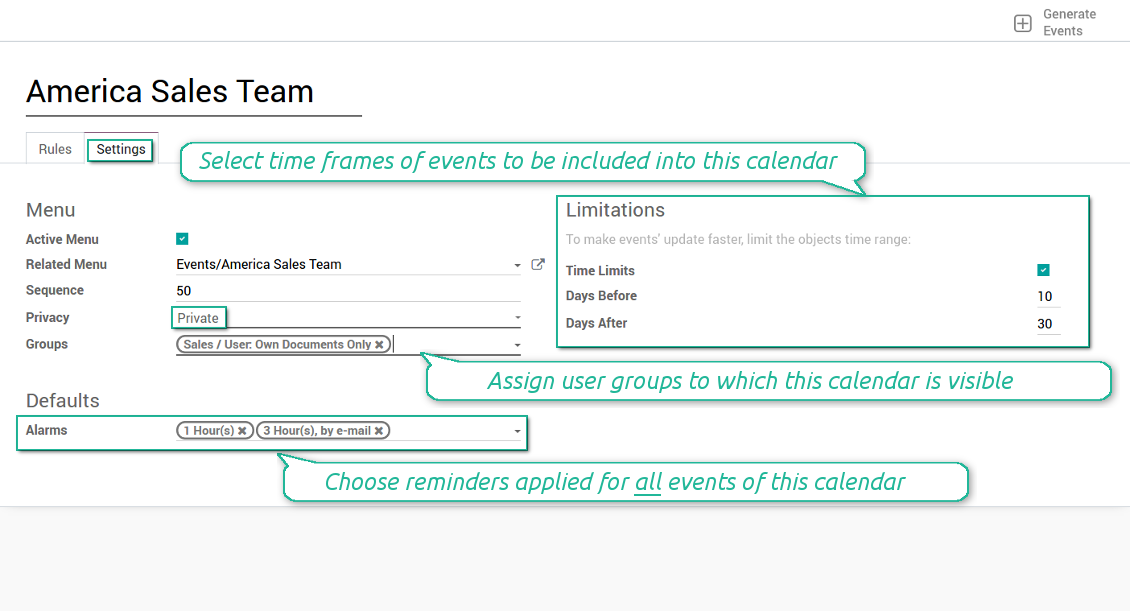 Generate
Events
America Sales Team
Rules
Settings
Select time frames of events to be included into this calendar
Menu
Active Menu
Related Menu
Events/America Sales Team
Sequence
50
Privacy
Private
Groups
Sales / User: Own Documents Only
Limitations
To make events' update faster, limit the objects time range:
Time Limits
Days Before
10
Days After
30
Assign user groups to which this calendar is visible
Defaults
Alarms
1 Hour(s)
3 Hour(s), by e-mail
Choose reminders applied for all events of this calendar